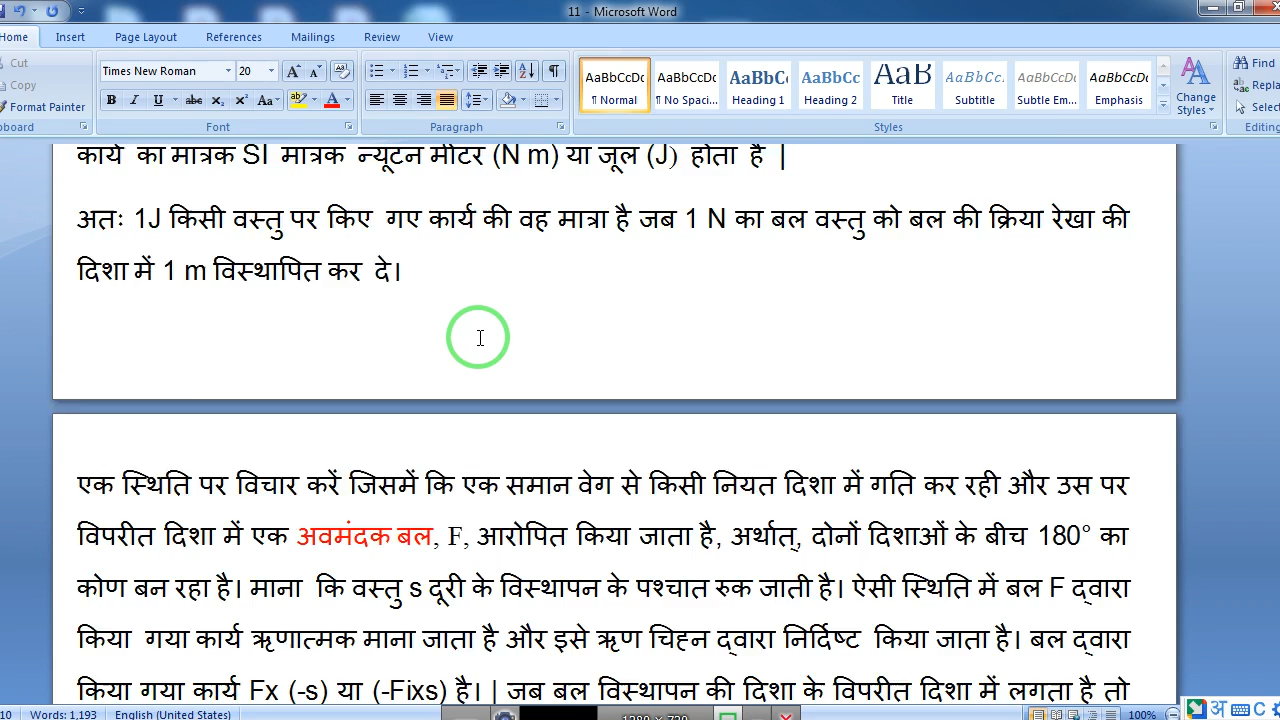 11 - Microsoft Word
Home Insert Page Layout References Mailings Review View
Cut
Copy
Format Painter
Times New Roman 20
AaBbCcDc AaBbCcDc AaBbC AaBbCc AaB AaBbCc. AaBbCcDc AaBbCcDc
¶ Normal ¶ No Spaci... Heading 1 Heading 2 Title Subtitle Subtle Em... Emphasis
Change Styles
Find
Repla
Select
Font Paragraph Styles Editing
कार्य का मात्रक SI मात्रक न्यूटन मीटर (N m) या जूल (J) होता है |
अतः 1J किसी वस्तु पर किए गए कार्य की वह मात्रा है जब 1 N का बल वस्तु को बल की क्रिया रेखा की
दिशा में 1 m विस्थापित कर दे।
एक स्थिति पर विचार करें जिसमें कि एक समान वेग से किसी नियत दिशा में गति कर रही और उस पर
विपरीत दिशा में एक अवमंदक बल, F, आरोपित किया जाता है, अर्थात्, दोनों दिशाओं के बीच 180° का
कोण बन रहा है। माना कि वस्तु s दूरी के विस्थापन के पश्चात रुक जाती है। ऐसी स्थिति में बल F द्वारा
किया गया कार्य ऋणात्मक माना जाता है और इसे ऋण चिह्न द्वारा निर्दिष्ट किया जाता है। बल द्वारा
किया गया कार्य Fx (-s) या (-Fixs) है। | जब बल विस्थापन की दिशा के विपरीत दिशा में लगता है तो
10 Words: 1,193 English (United States) 100%